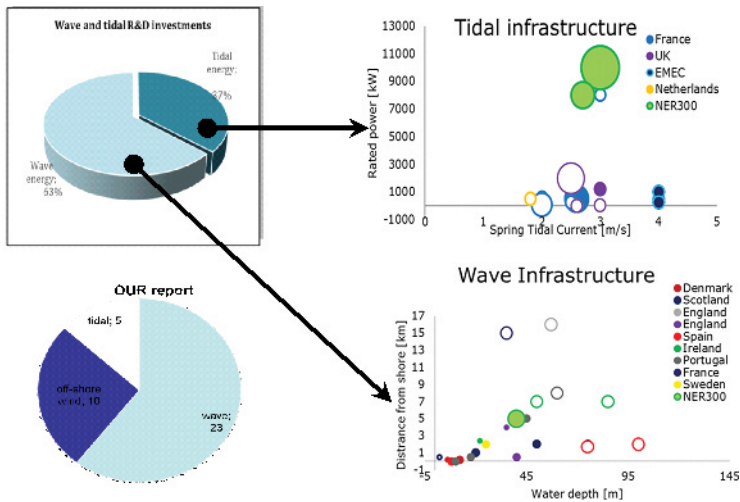 Wave and tidal R&D investments
Tidal
energy:
37%
Wave
energy:
63%
Tidal infrastructure
Rated power [kW]
13000
11000
9000
7000
5000
3000
1000
-1000
0
1
2
3
4
5
Spring Tidal Current [m/s]
France
UK
EMEC
Netherlands
NER300
OUR report
tidal; 5
off-shore
wind; 10
wave;
23
Wave Infrastructure
Distrance from shore [km]
17
15
13
11
9
7
5
3
1
-1
-5
45
95
145
Water depth [m]
Denmark
Scotland
England
England
Spain
Ireland
Portugal
France
Sweden
NER300